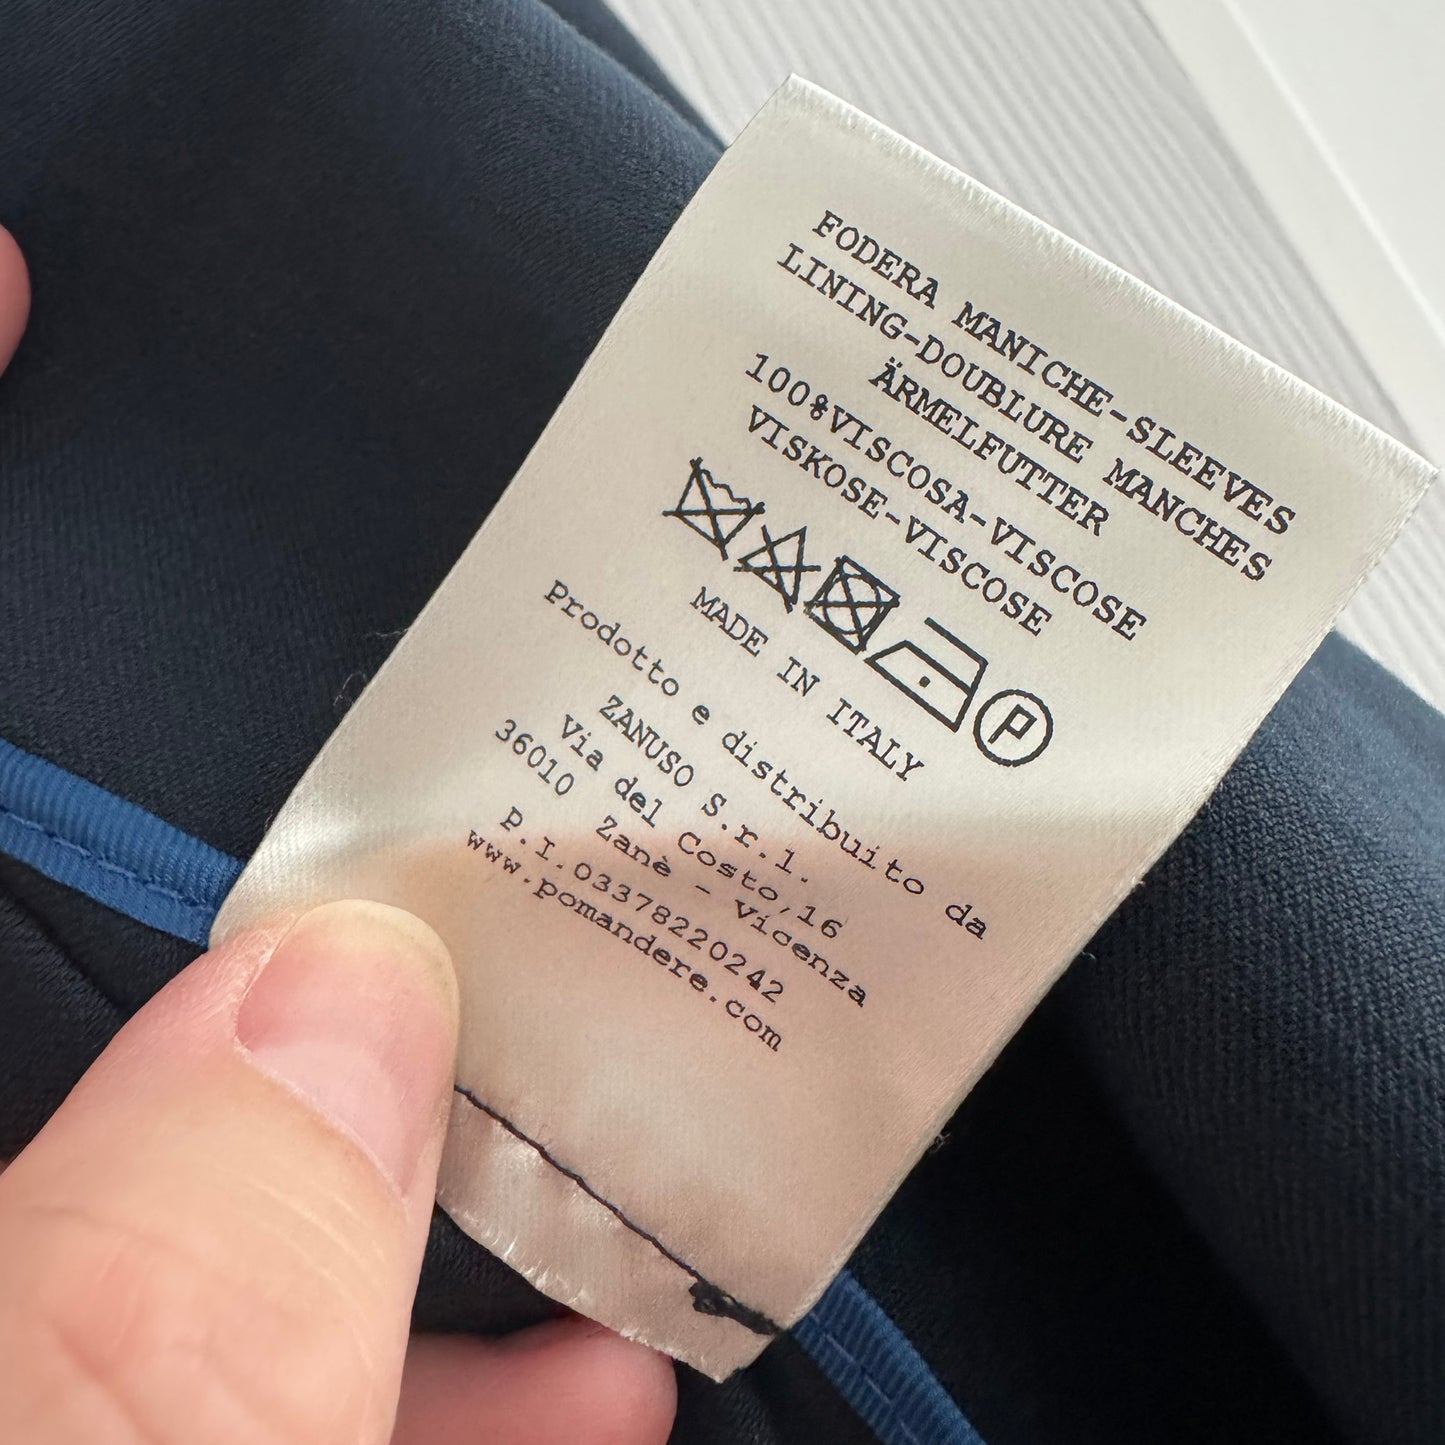 FODERA MANICHE-SLEEVES
LINING-DOUBLURE MANCHES
ÄRMELFUTTER
100%VISCOSA-VISCOSE
VISKOSE-VISCOSE
P
MADE IN ITALY
Prodotto e distribuito da
ZANUSO S.r.l.
Via del Costo,16
36010 Zanè - Vicenza
P.I.03378220242
www.pomandere.com